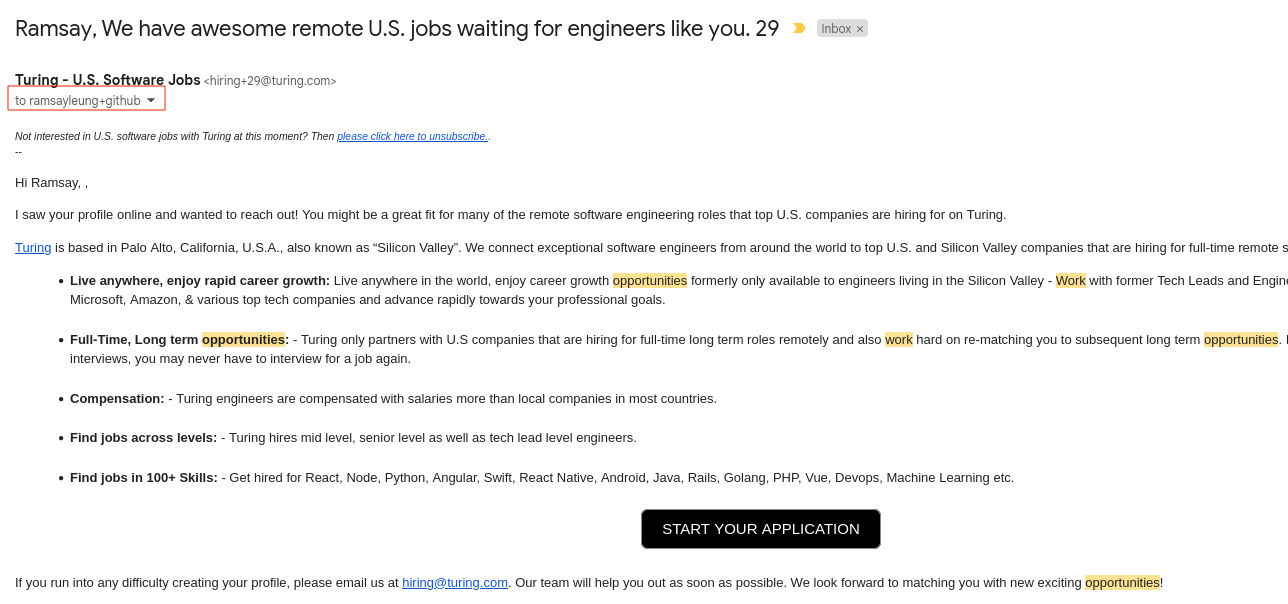 Ramsay, We have awesome remote U.S. jobs waiting for engineers like you. 29 Inbox ×
Turing - U.S. Software Jobs <hiring+29@turing.com>
to ramsayleung+github
Not interested in U.S. software jobs with Turing at this moment? Then please click here to unsubscribe..
--
Hi Ramsay, ,
I saw your profile online and wanted to reach out! You might be a great fit for many of the remote software engineering roles that top U.S. companies are hiring for on Turing.
Turing is based in Palo Alto, California, U.S.A., also known as “Silicon Valley”. We connect exceptional software engineers from around the world to top U.S. and Silicon Valley companies that are hiring for full-time remote s
• Live anywhere, enjoy rapid career growth: Live anywhere in the world, enjoy career growth opportunities formerly only available to engineers living in the Silicon Valley - Work with former Tech Leads and Engine
Microsoft, Amazon, & various top tech companies and advance rapidly towards your professional goals.
• Full-Time, Long term opportunities: - Turing only partners with U.S companies that are hiring for full-time long term roles remotely and also work hard on re-matching you to subsequent long term opportunities.
interviews, you may never have to interview for a job again.
• Compensation: - Turing engineers are compensated with salaries more than local companies in most countries.
• Find jobs across levels: - Turing hires mid level, senior level as well as tech lead level engineers.
• Find jobs in 100+ Skills: - Get hired for React, Node, Python, Angular, Swift, React Native, Android, Java, Rails, Golang, PHP, Vue, Devops, Machine Learning etc.
START YOUR APPLICATION
If you run into any difficulty creating your profile, please email us at hiring@turing.com. Our team will help you out as soon as possible. We look forward to matching you with new exciting opportunities!